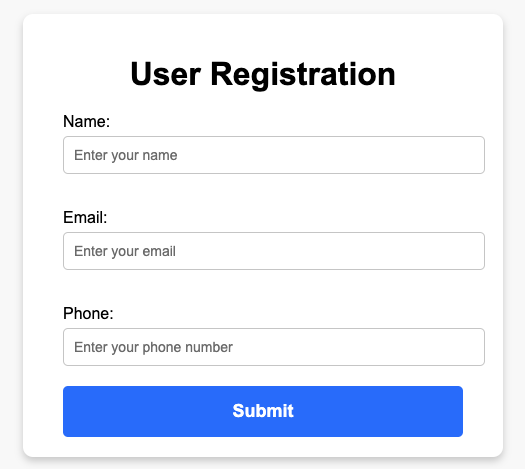 User Registration
Name:
Enter your name
Email:
Enter your email
Phone:
Enter your phone number
Submit